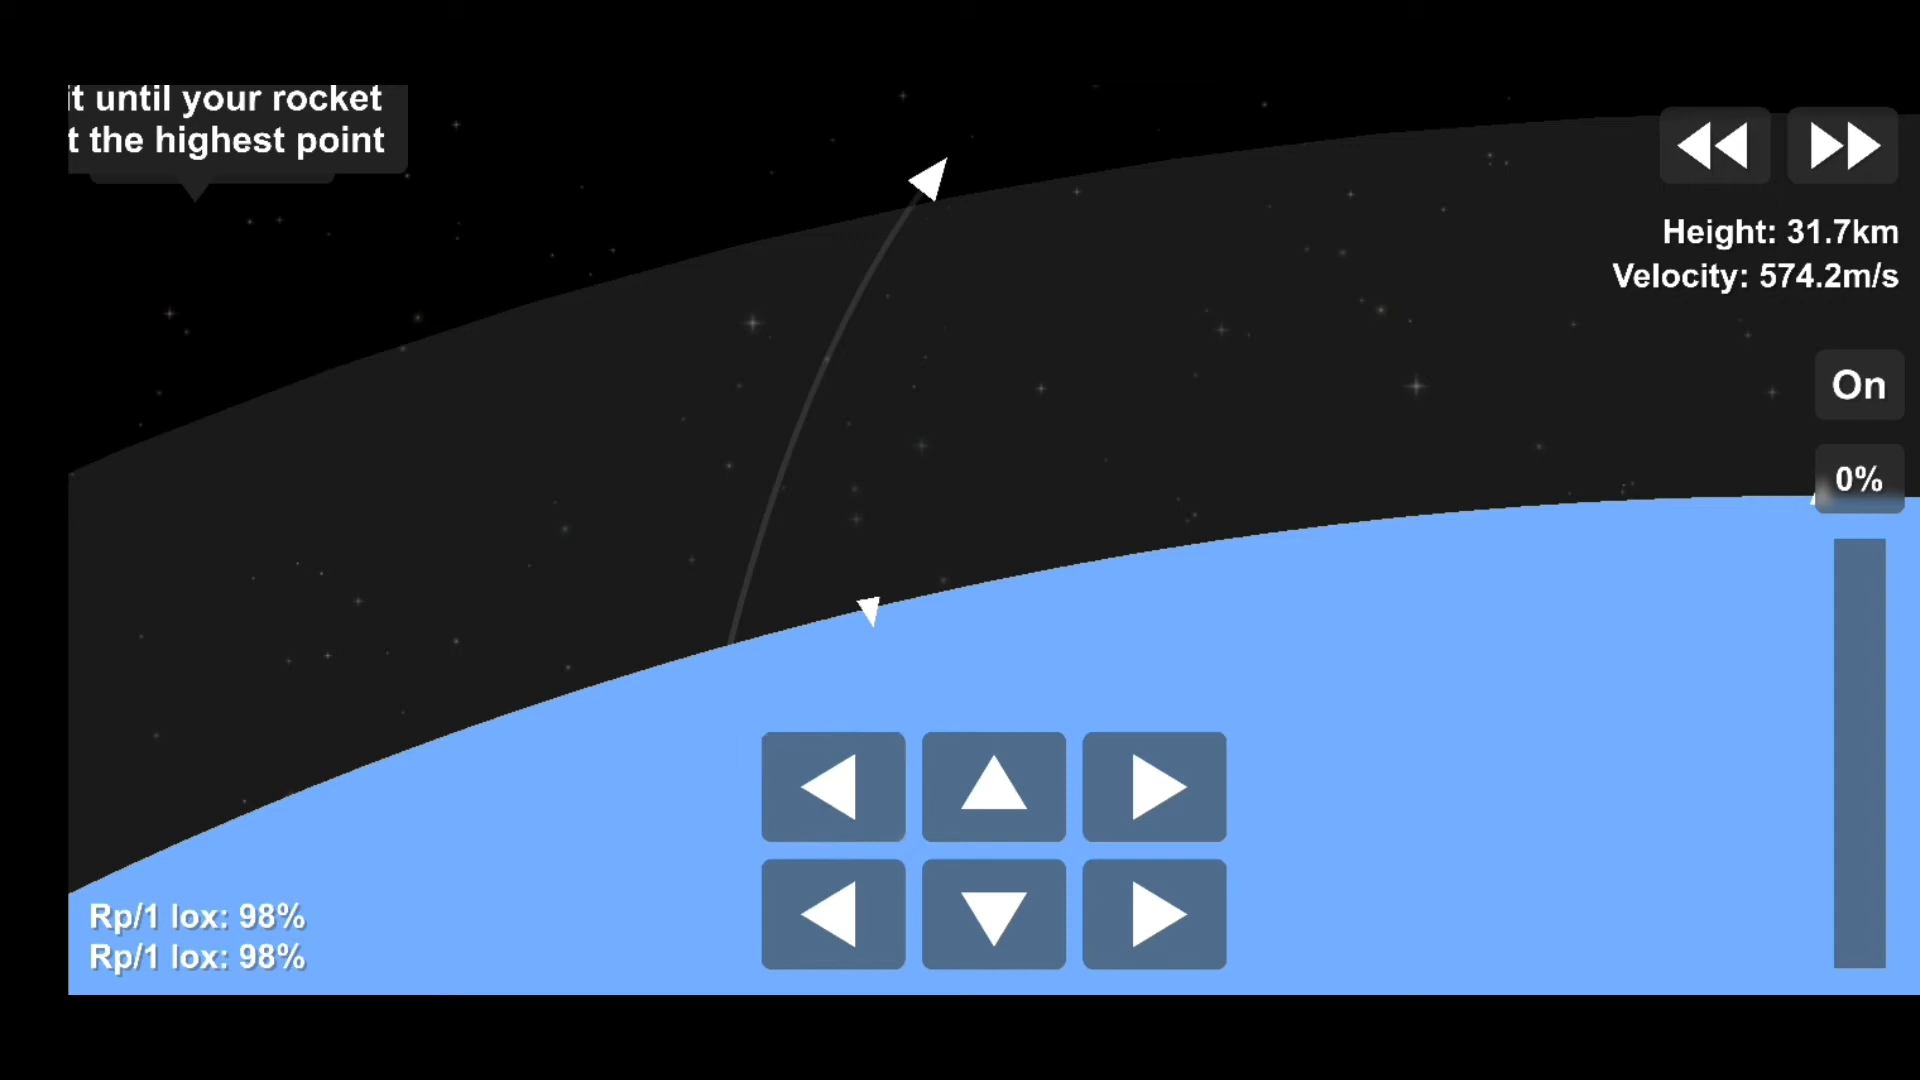 it until your rocket
t the highest point
Height: 31.7km
Velocity: 574.2m/s
On
0%
Rp/1 lox: 98%
Rp/1 lox: 98%